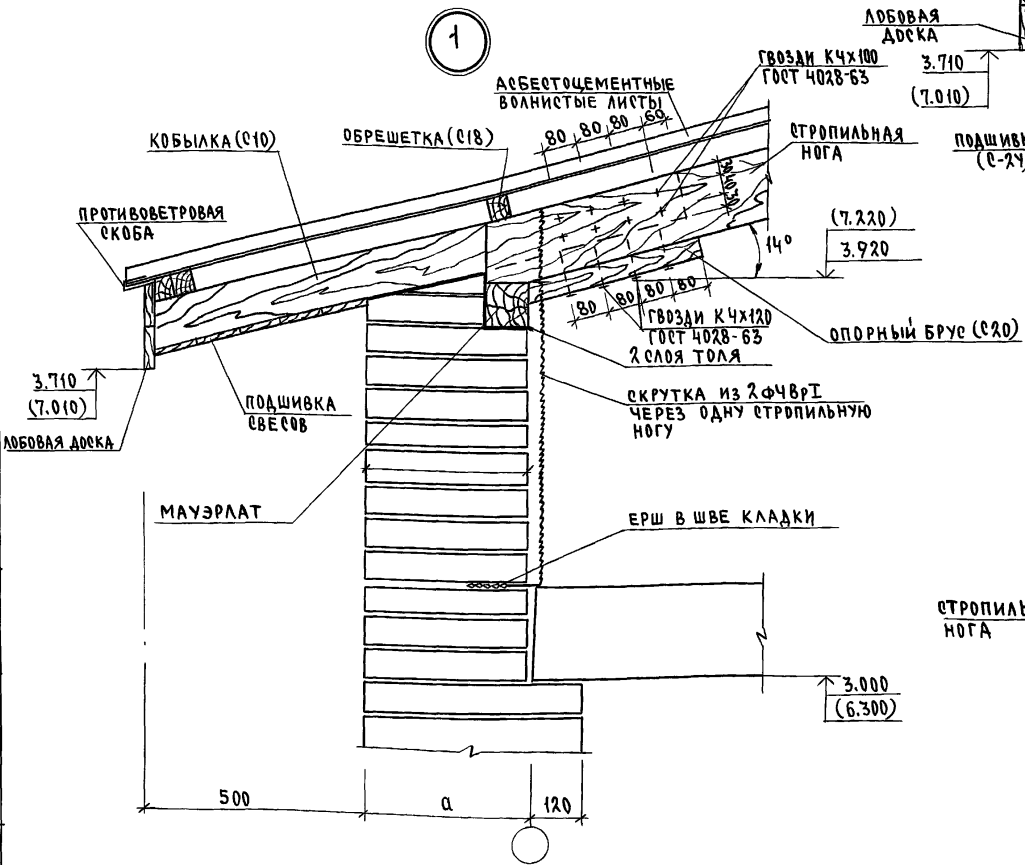 1
ЛОБОВАЯ
ДОСКА
3.710
(7.010)
ГВОЗДИ К4х100
ГОСТ 4028-63
АСБЕСТОЦЕМЕНТНЫЕ
ВОЛНИСТЫЕ ЛИСТЫ
80 80 80 60
КОБЫЛКА (С10)
ОБРЕШЕТКА (С18)
СТРОПИЛЬНАЯ
НОГА
ПОДШИВ
(С-24
ПРОТИВОВЕТРОВАЯ
СКОБА
(7.220)
3.920
14°
80 80 80 80
ГВОЗДИ К4х120
ГОСТ 4028-63
ОПОРНЫЙ БРУС (С20)
2 СЛОЯ ТОЛЯ
3.710
(7.010)
ПОДШИВКА
СВЕСОВ
СКРУТКА ИЗ 2Ф4ВрI
ЧЕРЕЗ ОДНУ СТРОПИЛЬНУЮ
НОГУ
ЛОБОВАЯ ДОСКА
МАУЭРЛАТ
ЕРШ В ШВЕ КЛАДКИ
СТРОПИЛЬ
НОГА
3.000
(6.300)
500
а
120